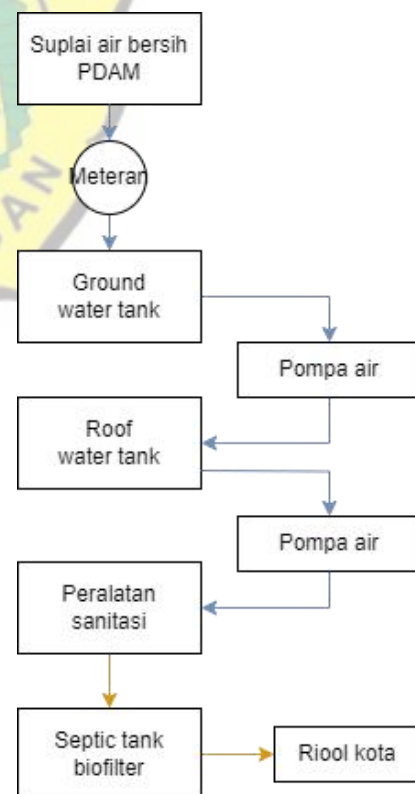 Suplai air bersih
PDAM
Meteran
Ground
water tank
Pompa air
Roof
water tank
Pompa air
Peralatan
sanitasi
Septic tank
biofilter
Riool kota